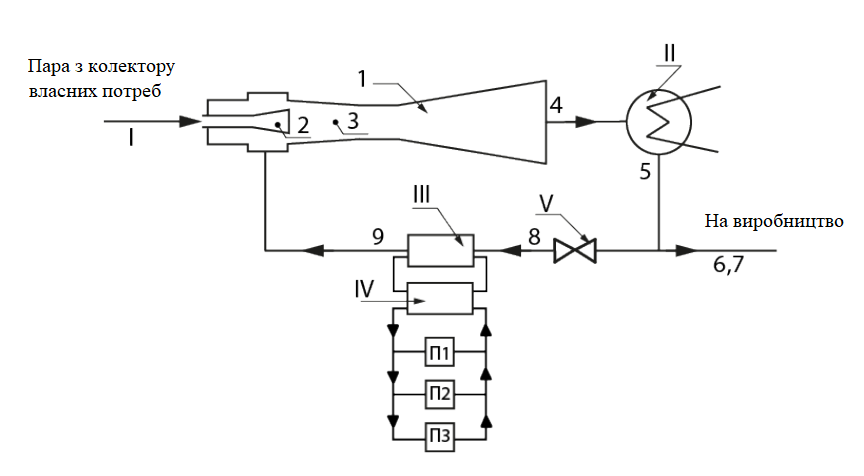 II
Пара з колектору
власних потреб
1
4
2
3
I
5
III
V
На виробництво
9
8
6,7
IV
П1
П2
П3